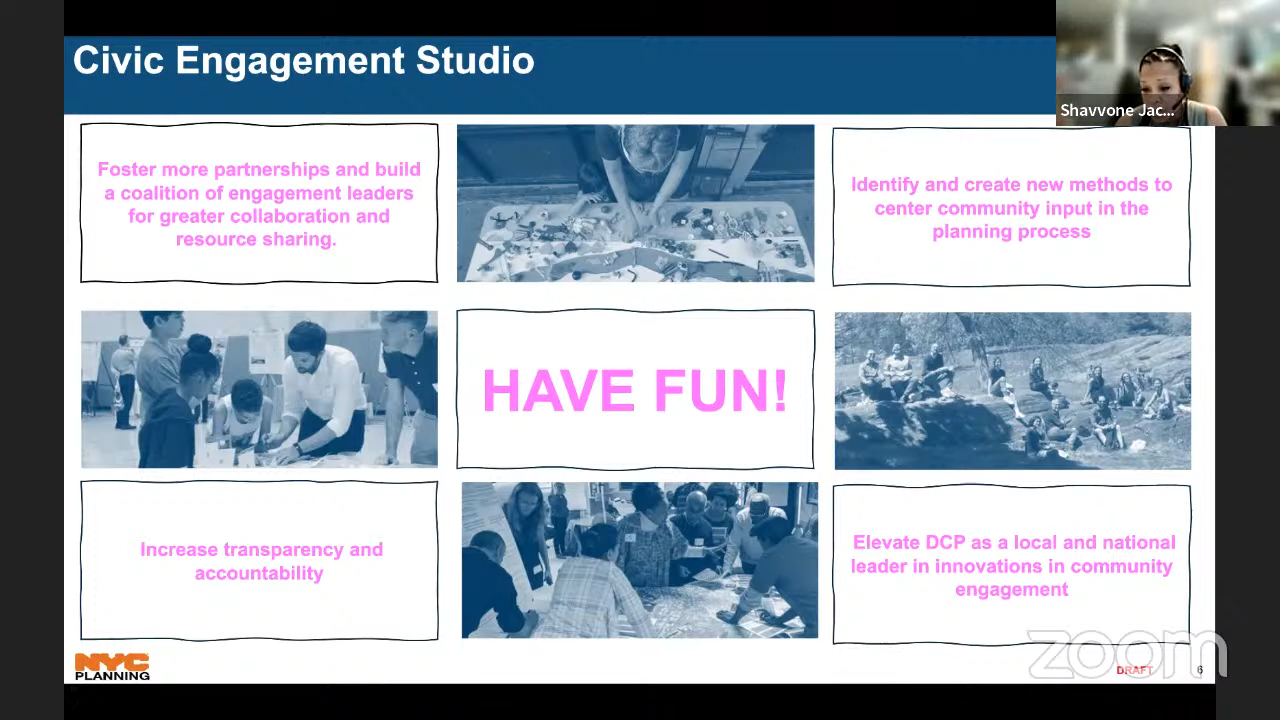 Civic Engagement Studio
Shavvone Jac...
Foster more partnerships and build
a coalition of engagement leaders
for greater collaboration and
resource sharing.
Identify and create new methods to
center community input in the
planning process
HAVE FUN!
Increase transparency and
accountability
Elevate DCP as a local and national
leader in innovations in community
engagement
NYC
PLANNING
DRAFT
6
zoom